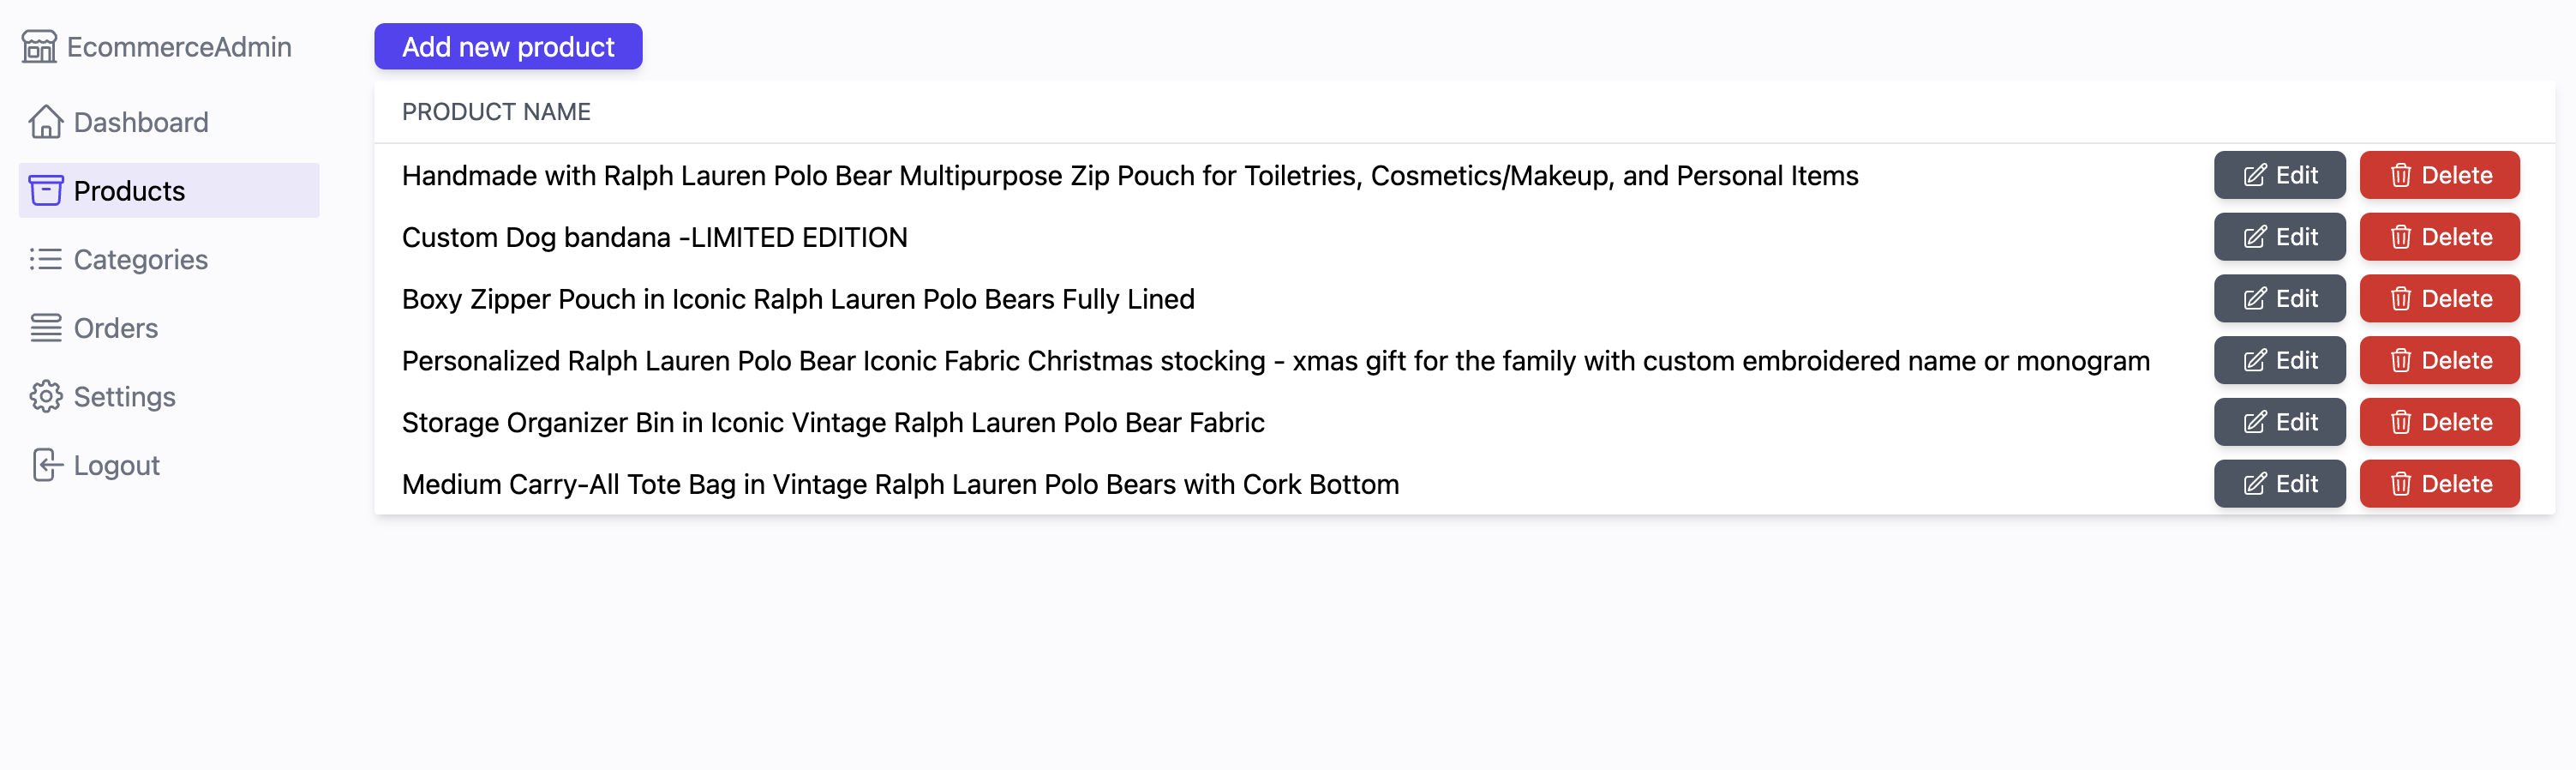 EcommerceAdmin
Dashboard
Products
Categories
Orders
Settings
Logout
Add new product
PRODUCT NAME
Handmade with Ralph Lauren Polo Bear Multipurpose Zip Pouch for Toiletries, Cosmetics/Makeup, and Personal Items Edit Delete
Custom Dog bandana -LIMITED EDITION Edit Delete
Boxy Zipper Pouch in Iconic Ralph Lauren Polo Bears Fully Lined Edit Delete
Personalized Ralph Lauren Polo Bear Iconic Fabric Christmas stocking - xmas gift for the family with custom embroidered name or monogram Edit Delete
Storage Organizer Bin in Iconic Vintage Ralph Lauren Polo Bear Fabric Edit Delete
Medium Carry-All Tote Bag in Vintage Ralph Lauren Polo Bears with Cork Bottom Edit Delete